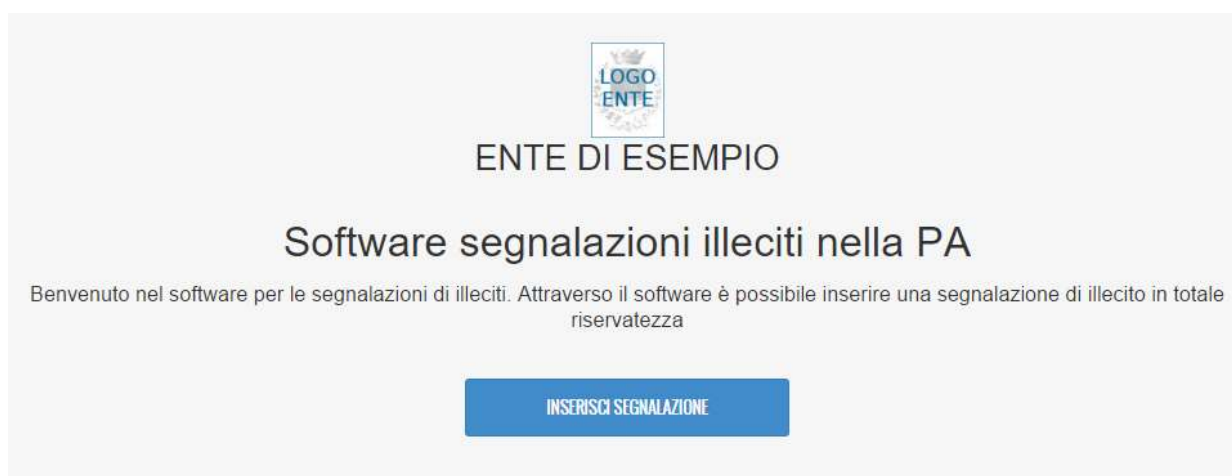 LOGO
ENTE
ENTE DI ESEMPIO
Software segnalazioni illeciti nella PA
Benvenuto nel software per le segnalazioni di illeciti. Attraverso il software è possibile inserire una segnalazione di illecito in totale
riservatezza
INSERISCI SEGNALAZIONE